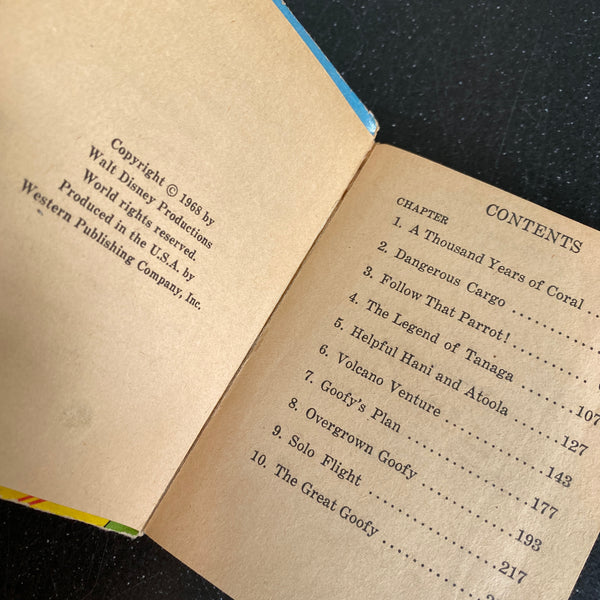 Copyright © 1968 by
Walt Disney Productions
World rights reserved.
Produced in the U.S.A. by
Western Publishing Company, Inc.
CONTENTS
CHAPTER
1. A Thousand Years of Coral ..
2. Dangerous Cargo ..............
3. Follow That Parrot! ............
4. The Legend of Tanaga .........107
5. Helpful Hani and Atoola ......127
6. Volcano Venture ..............143
7. Goofy's Plan ..................177
8. Overgrown Goofy .............193
9. Solo Flight ....................217
10. The Great Goofy ..............